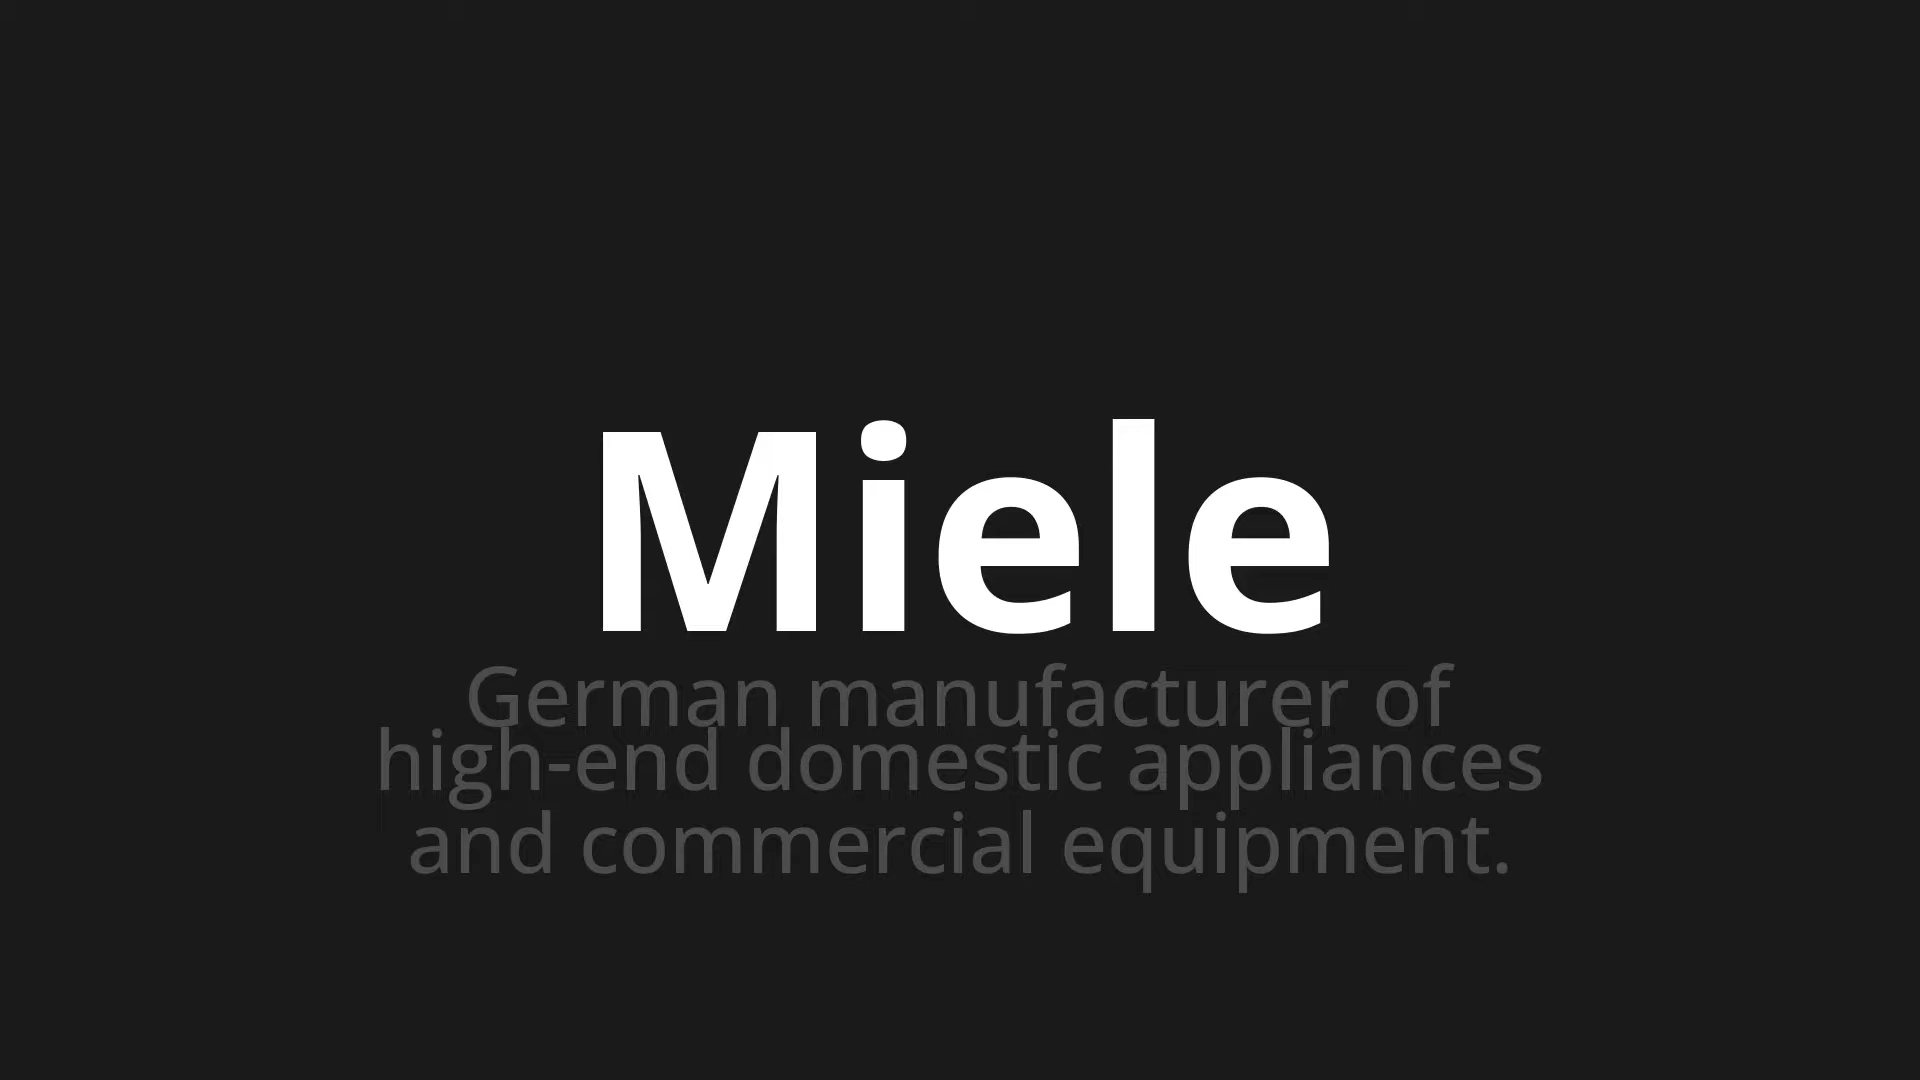 Miele
German manufacturer of
high-end domestic appliances
and commercial equipment.